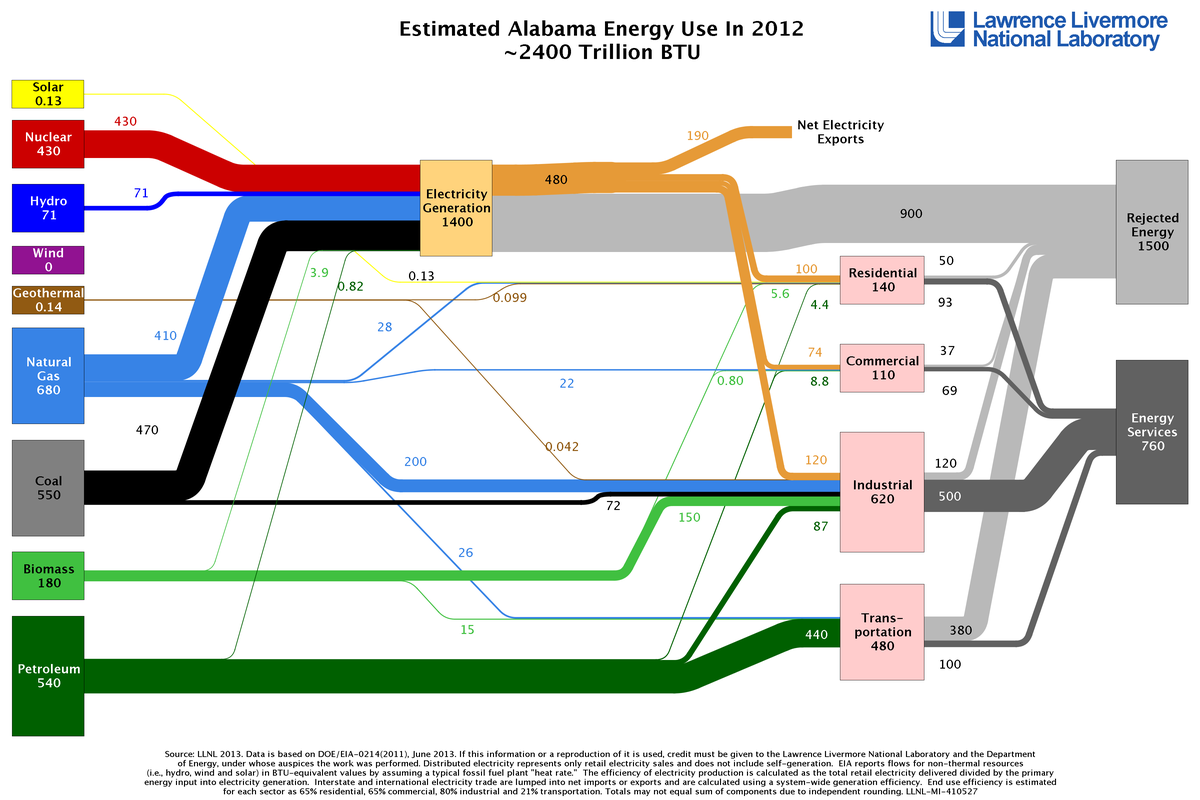 Estimated Alabama Energy Use In 2012
~2400 Trillion BTU
Lawrence Livermore
National Laboratory
Solar
0.13
Nuclear
430
430
Hydro
71
71
Wind
0
Geothermal
0.14
Natural
Gas
680
410
Coal
550
470
Biomass
180
Petroleum
540
3.9
0.82
0.13
0.099
28
22
0.042
200
72
26
150
15
Electricity
Generation
1400
480
190
Net Electricity
Exports
900
100
5.6
4.4
74
0.80
8.8
120
87
440
Residential
140
Commercial
110
Industrial
620
Trans-
portation
480
50
93
37
69
120
500
380
100
Rejected
Energy
1500
Energy
Services
760
Source: LLNL 2013. Data is based on DOE/EIA-0214(2011), June 2013. If this information or a reproduction of it is used, credit must be given to the Lawrence Livermore National Laboratory and the Department
of Energy, under whose auspices the work was performed. Distributed electricity represents only retail electricity sales and does not include self-generation.  EIA reports flows for non-thermal resources
(i.e., hydro, wind and solar) in BTU-equivalent values by assuming a typical fossil fuel plant "heat rate."  The efficiency of electricity production is calculated as the total retail electricity delivered divided by the primary
energy input into electricity generation.  Interstate and international electricity trade are lumped into net imports or exports and are calculated using a system-wide generation efficiency.  End use efficiency is estimated
for each sector as 65% residential, 65% commercial, 80% industrial and 21% transportation. Totals may not equal sum of components due to independent rounding. LLNL-MI-410527